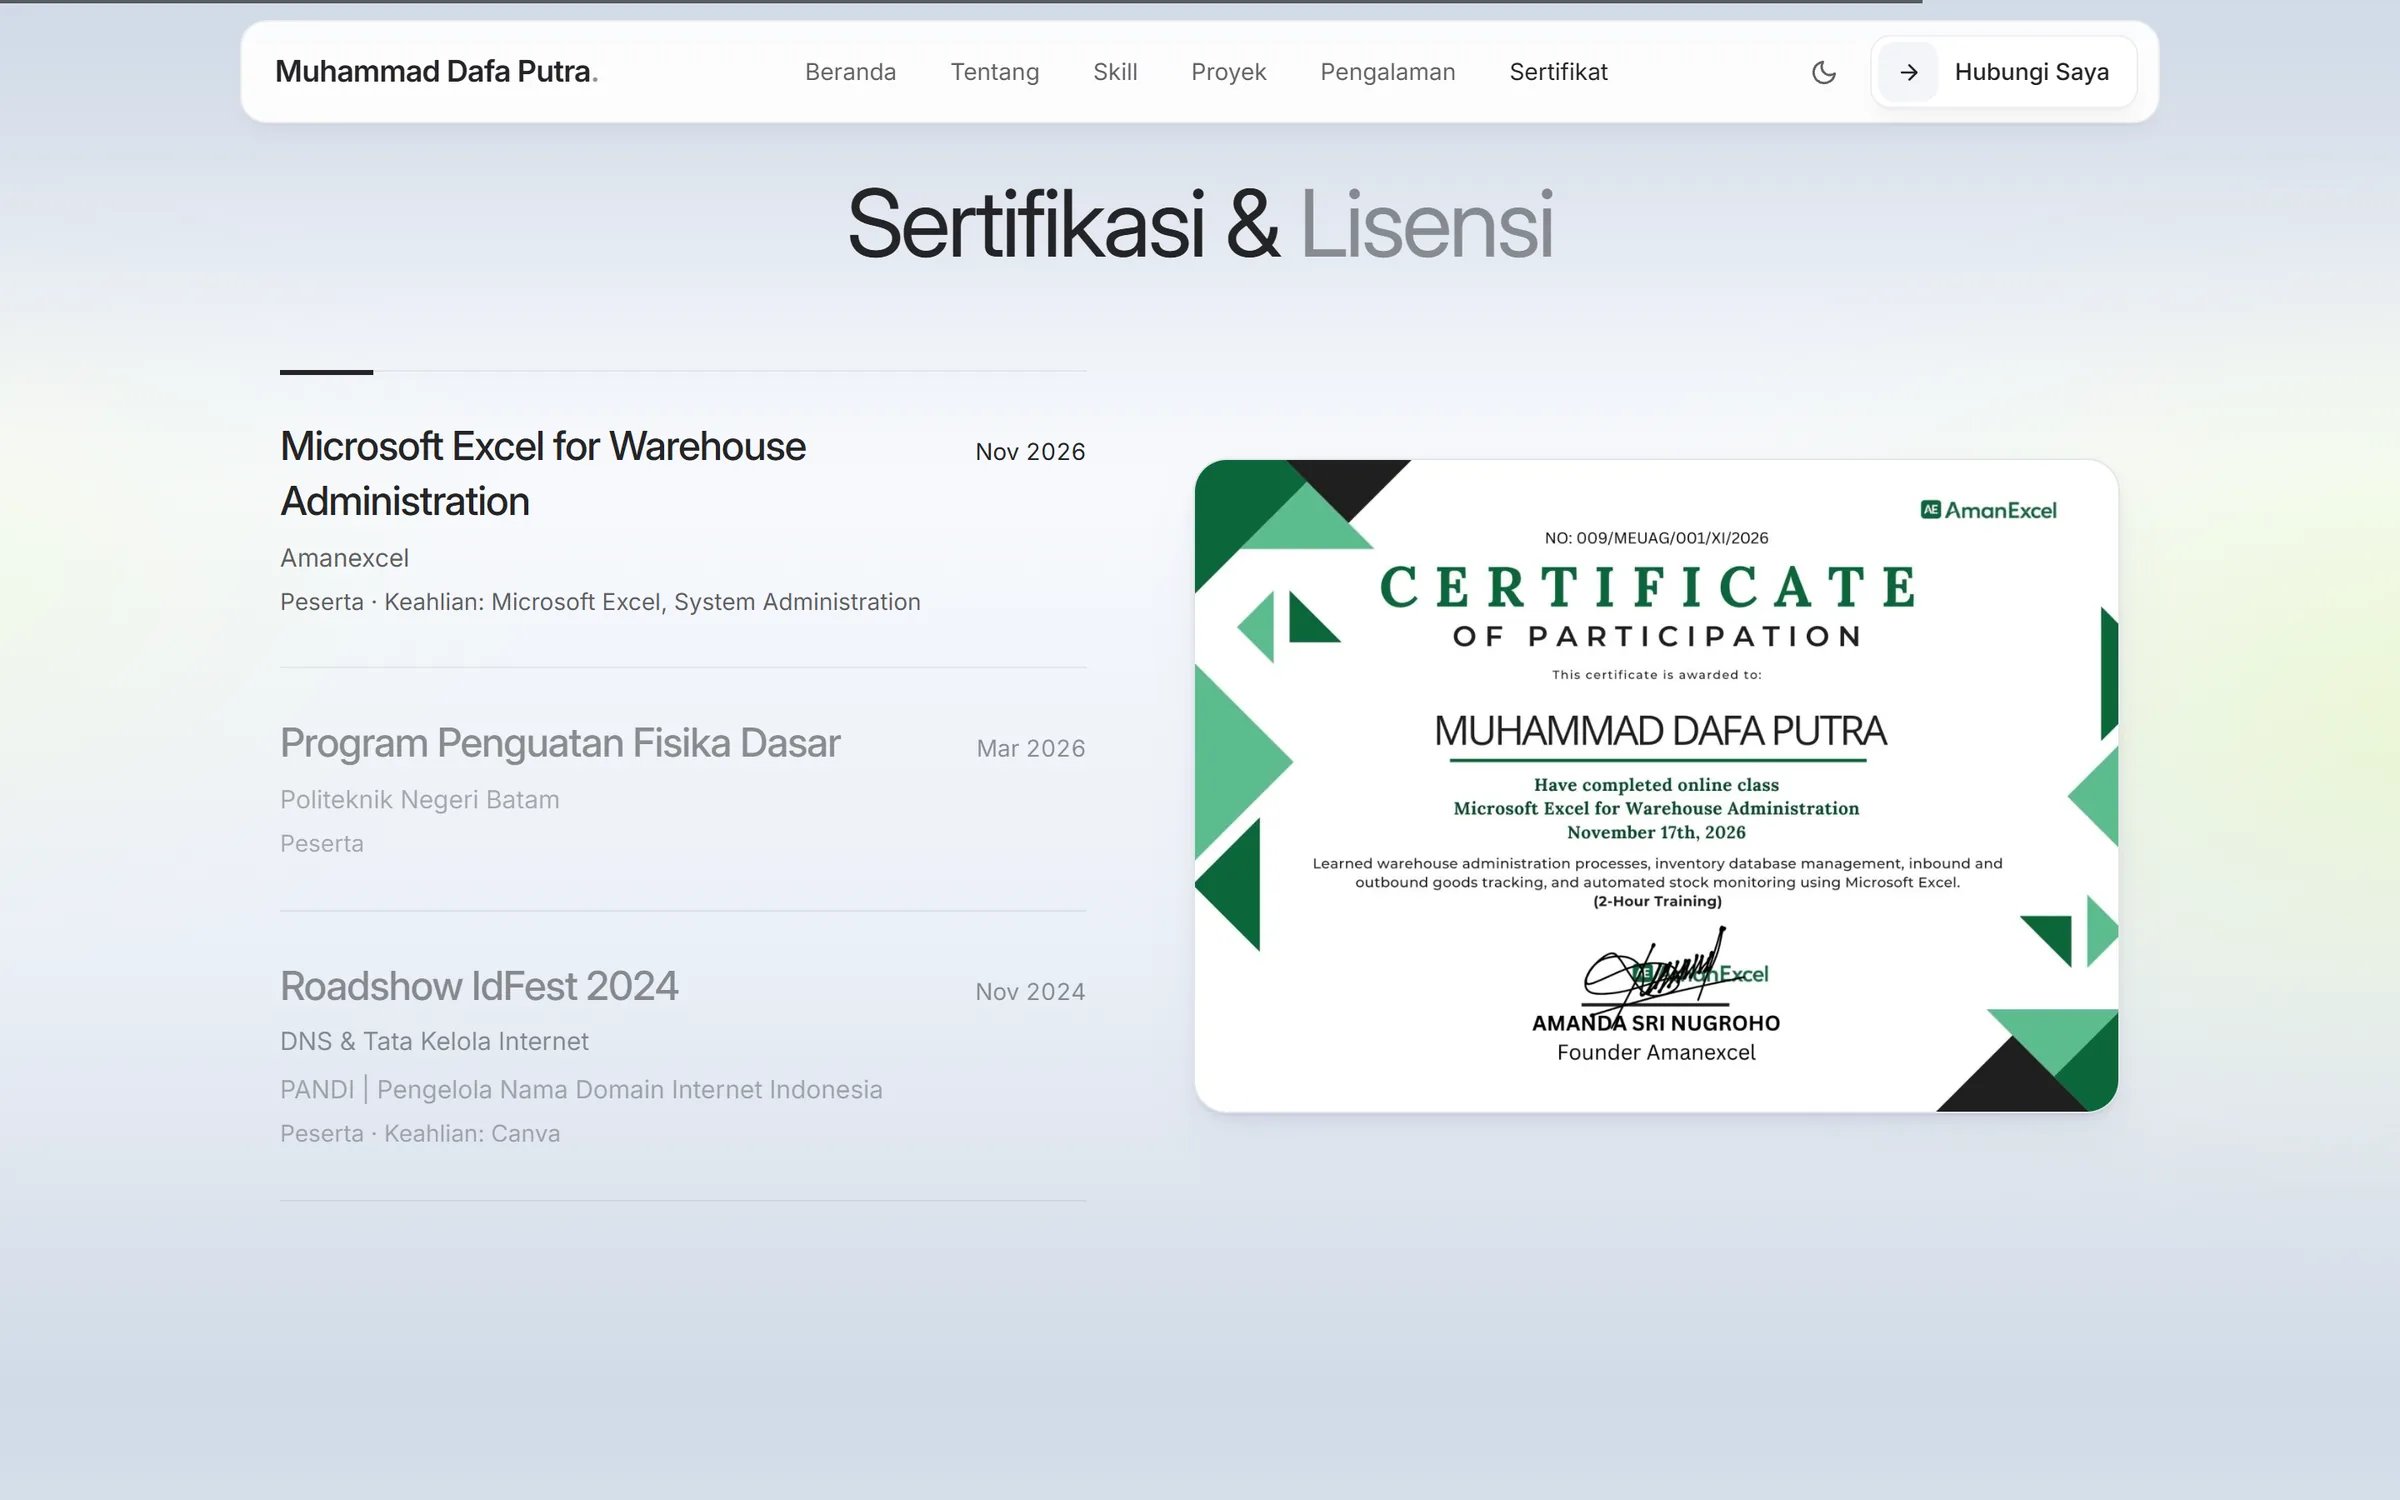 Muhammad Dafa Putra.
Beranda
Tentang
Skill
Proyek
Pengalaman
Sertifikat
Hubungi Saya
Sertifikasi & Lisensi
Microsoft Excel for Warehouse
Administration
Nov 2026
Amanexcel
Peserta · Keahlian: Microsoft Excel, System Administration
Program Penguatan Fisika Dasar
Mar 2026
Politeknik Negeri Batam
Peserta
Roadshow IdFest 2024
Nov 2024
DNS & Tata Kelola Internet
PANDI | Pengelola Nama Domain Internet Indonesia
Peserta · Keahlian: Canva
AE AmanExcel
NO: 009/MEUAG/001/XI/2026
CERTIFICATE
OF PARTICIPATION
This certificate is awarded to:
MUHAMMAD DAFA PUTRA
Have completed online class
Microsoft Excel for Warehouse Administration
November 17th, 2026
Learned warehouse administration processes, inventory database management, inbound and
outbound goods tracking, and automated stock monitoring using Microsoft Excel.
(2-Hour Training)
AE AmanExcel
AMANDA SRI NUGROHO
Founder Amanexcel